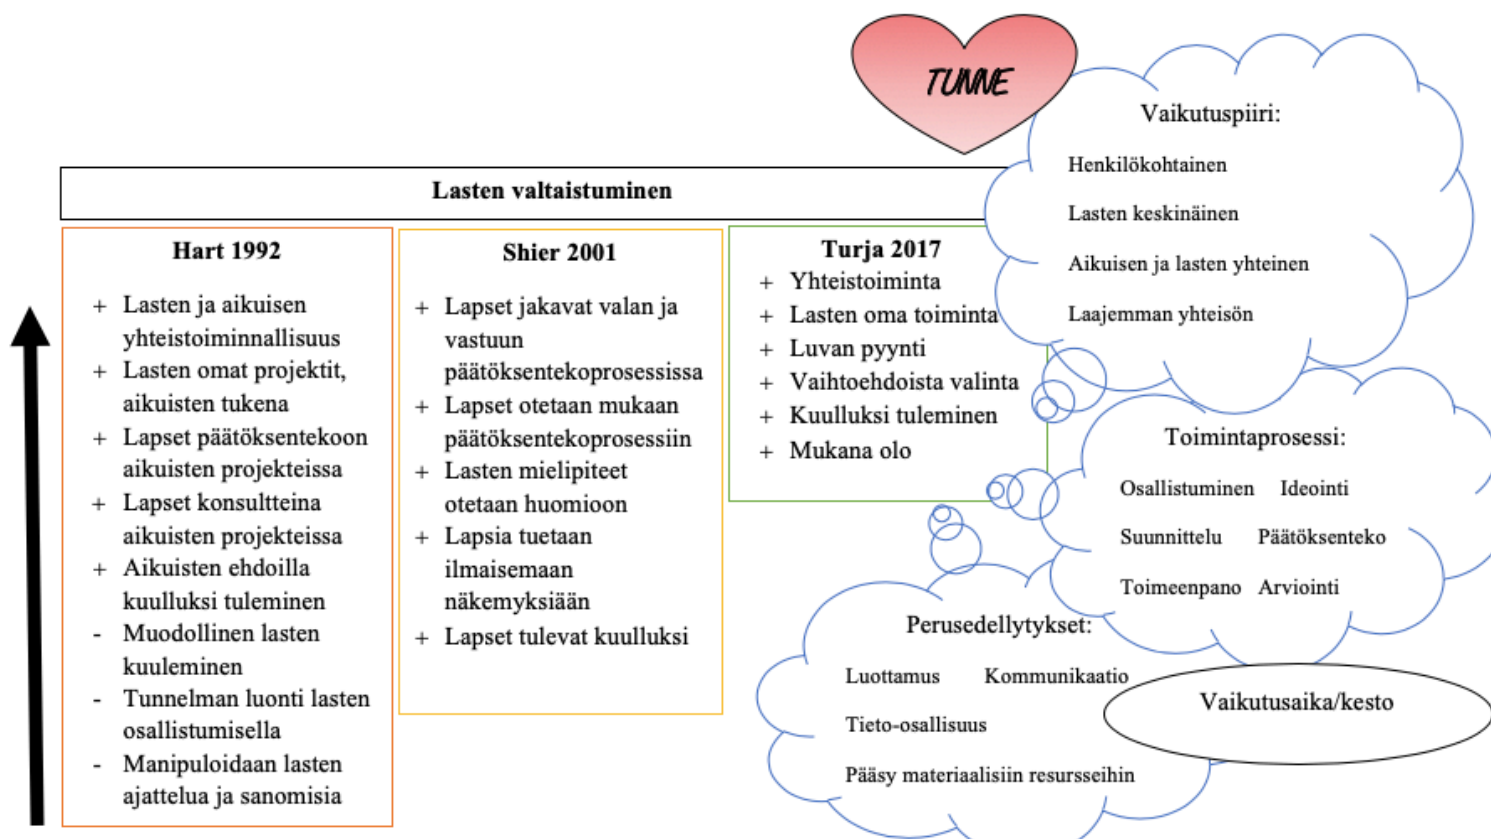 TUNNE
Lasten valtaistuminen
Hart 1992
+ Lasten ja aikuisen
yhteistoiminnallisuus
+ Lasten omat projektit,
aikuisten tukena
+ Lapset päätöksentekoon
aikuisten projekteissa
+ Lapset konsultteina
aikuisten projekteissa
+ Aikuisten ehdoilla
kuulluksi tuleminen
- Muodollinen lasten
kuuleminen
- Tunnelman luonti lasten
osallistumisella
- Manipuloidaan lasten
ajattelua ja sanomisia
Shier 2001
+ Lapset jakavat valan ja
vastuun
päätöksentekoprosessissa
+ Lapset otetaan mukaan
päätöksentekoprosessiin
+ Lasten mielipiteet
otetaan huomioon
+ Lapsia tuetaan
ilmaisemaan
näkemyksiään
+ Lapset tulevat kuulluksi
Turja 2017
+ Yhteistoiminta
+ Lasten oma toiminta
+ Luvan pyynti
+ Vaihtoehdoista valinta
+ Kuulluksi tuleminen
+ Mukana olo
Vaikutuspiiri:
Henkilökohtainen
Lasten keskinäinen
Aikuisen ja lasten yhteinen
Laajemman yhteisön
Toimintaprosessi:
Osallistuminen Ideointi
Suunnittelu Päätöksenteko
Toimeenpano Arviointi
Perusedellytykset:
Luottamus Kommunikaatio
Tieto-osallisuus
Pääsy materiaalisiin resursseihin
Vaikutusaika/kesto